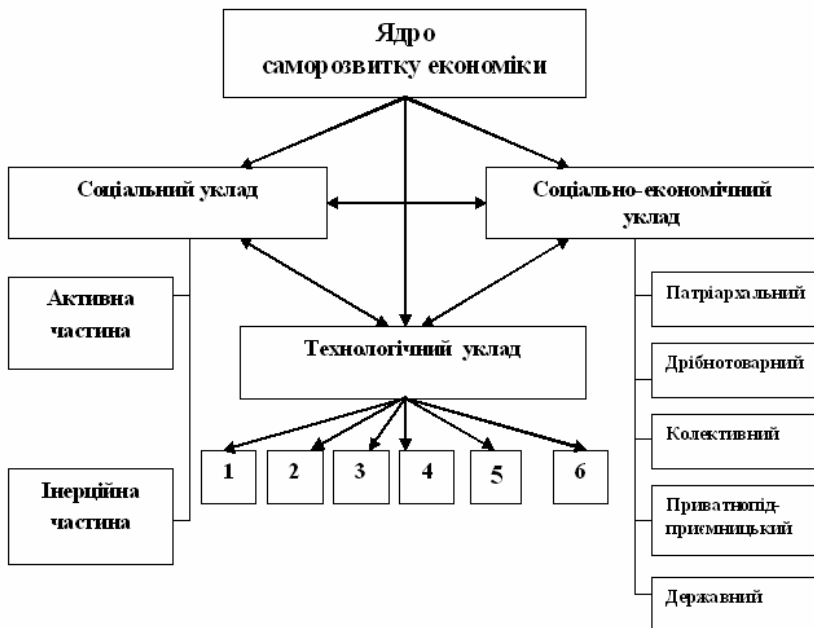 Ядро
саморозвитку економіки
Соціальний уклад
Соціально-економічний
уклад
Активна
частина
Інерційна
частина
Технологічний уклад
1
2
3
4
5
6
Патріархальний
Дрібнотоварний
Колективний
Приватнопід-
приємницький
Державний